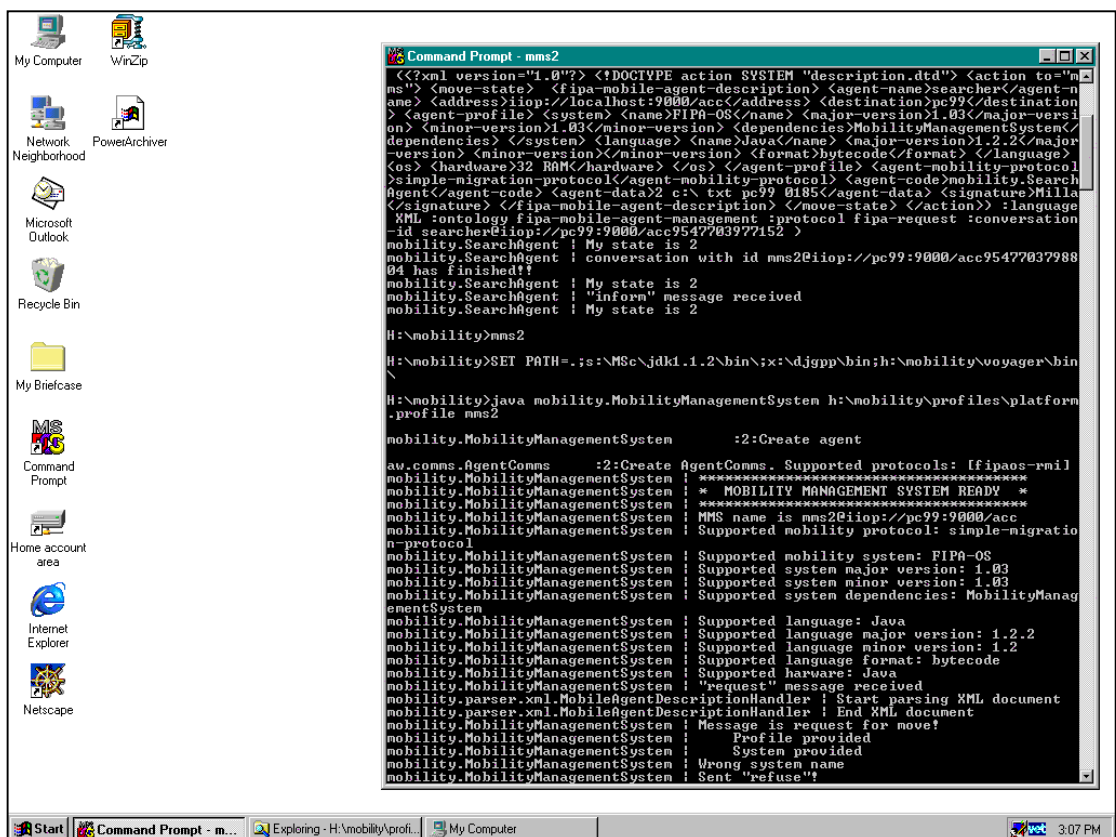 My Computer
WinZip
Network
Neighborhood
PowerArchiver
Microsoft
Outlook
Recycle Bin
My Briefcase
Command
Prompt
Home account
area
Internet
Explorer
Netscape
Command Prompt - mms2
<<?xml version="1.0"?> <!DOCTYPE action SYSTEM "description.dtd"> <action to="m
ms"> <move-state>  <fipa-mobile-agent-description> <agent-name>searcher</agent-n
ame> <address>iiop://localhost:9000/acc</address> <destination>pc99</destination
> <agent-profile> <system> <name>FIPA-OS</name> <major-version>1.03</major-versi
on> <minor-version>1.03</minor-version> <dependencies>MobilityManagementSystem</
dependencies> </system> <language> <name>Java</name> <major-version>1.2.2</major
-version> <minor-version></minor-version> <format>bytecode</format> </language>
<os> <hardware>32 RAM</hardware> </os> </agent-profile> <agent-mobility-protocol
>simple-migration-protocol</agent-mobility-protocol> <agent-code>mobility.Search
Agent</agent-code> <agent-data>2 c:\ txt pc99 0185</agent-data> <signature>Milla
</signature> </fipa-mobile-agent-description> </move-state> </action>> :language
XML :ontology fipa-mobile-agent-management :protocol fipa-request :conversation
-id searcher@iiop://pc99:9000/acc9547703977152 )
mobility.SearchAgent ¦ My state is 2
mobility.SearchAgent ¦ conversation with id mms2@iiop://pc99:9000/acc95477037988
04 has finished!!
mobility.SearchAgent ¦ My state is 2
mobility.SearchAgent ¦ "inform" message received
mobility.SearchAgent ¦ My state is 2
H:\mobility>mms2
H:\mobility>SET PATH=.;s:\MSc\jdk1.1.2\bin\;x:\djgpp\bin;h:\mobility\voyager\bin
\
H:\mobility>java mobility.MobilityManagementSystem h:\mobility\profiles\platform
.profile mms2
mobility.MobilityManagementSystem       :2:Create agent
aw.comms.AgentComms     :2:Create AgentComms. Supported protocols: [fipaos-rmi]
mobility.MobilityManagementSystem ¦ **************************************
mobility.MobilityManagementSystem ¦ *  MOBILITY MANAGEMENT SYSTEM READY  *
mobility.MobilityManagementSystem ¦ **************************************
mobility.MobilityManagementSystem ¦ MMS name is mms2@iiop://pc99:9000/acc
mobility.MobilityManagementSystem ¦ Supported mobility protocol: simple-migratio
n-protocol
mobility.MobilityManagementSystem ¦ Supported mobility system: FIPA-OS
mobility.MobilityManagementSystem ¦ Supported system major version: 1.03
mobility.MobilityManagementSystem ¦ Supported system minor version: 1.03
mobility.MobilityManagementSystem ¦ Supported system dependencies: MobilityManag
ementSystem
mobility.MobilityManagementSystem ¦ Supported language: Java
mobility.MobilityManagementSystem ¦ Supported language major version: 1.2.2
mobility.MobilityManagementSystem ¦ Supported language minor version: 1.2
mobility.MobilityManagementSystem ¦ Supported language format: bytecode
mobility.MobilityManagementSystem ¦ Supported harware: Java
mobility.MobilityManagementSystem ¦ "request" message received
mobility.parser.xml.MobileAgentDescriptionHandler ¦ Start parsing XML document
mobility.parser.xml.MobileAgentDescriptionHandler ¦ End XML document
mobility.MobilityManagementSystem ¦ Message is request for move!
mobility.MobilityManagementSystem ¦     Profile provided
mobility.MobilityManagementSystem ¦     System provided
mobility.MobilityManagementSystem ¦ Wrong system name
mobility.MobilityManagementSystem ¦ Sent "refuse"!
Start
Command Prompt - m...
Exploring - H:\mobility\profi...
My Computer
vet
3:07 PM